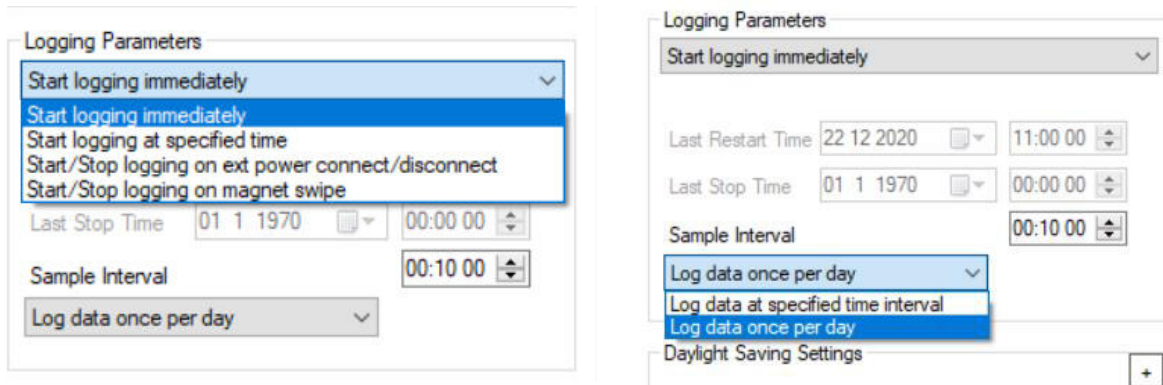 Logging Parameters
Start logging immediately
Start logging immediately
Start logging at specified time
Start/Stop logging on ext power connect/disconnect
Start/Stop logging on magnet swipe
Last Stop Time 01 1 1970 00:00 00
Sample Interval 00:10 00
Log data once per day
Logging Parameters
Start logging immediately
Last Restart Time 22 12 2020 11:00 00
Last Stop Time 01 1 1970 00:00 00
Sample Interval 00:10 00
Log data once per day
Log data at specified time interval
Log data once per day
Daylight Saving Settings
+